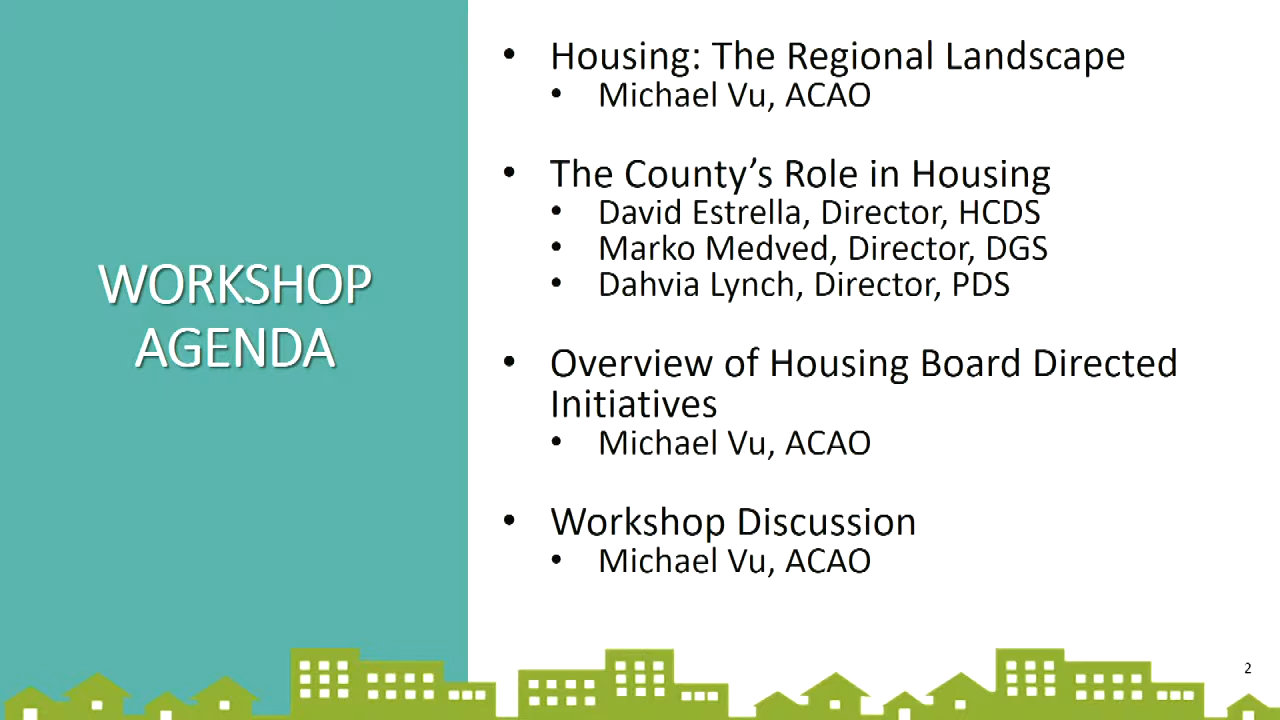 WORKSHOP
AGENDA
• Housing: The Regional Landscape
• Michael Vu, ACAO
• The County’s Role in Housing
• David Estrella, Director, HCDS
• Marko Medved, Director, DGS
• Dahvia Lynch, Director, PDS
• Overview of Housing Board Directed
Initiatives
• Michael Vu, ACAO
• Workshop Discussion
• Michael Vu, ACAO
2